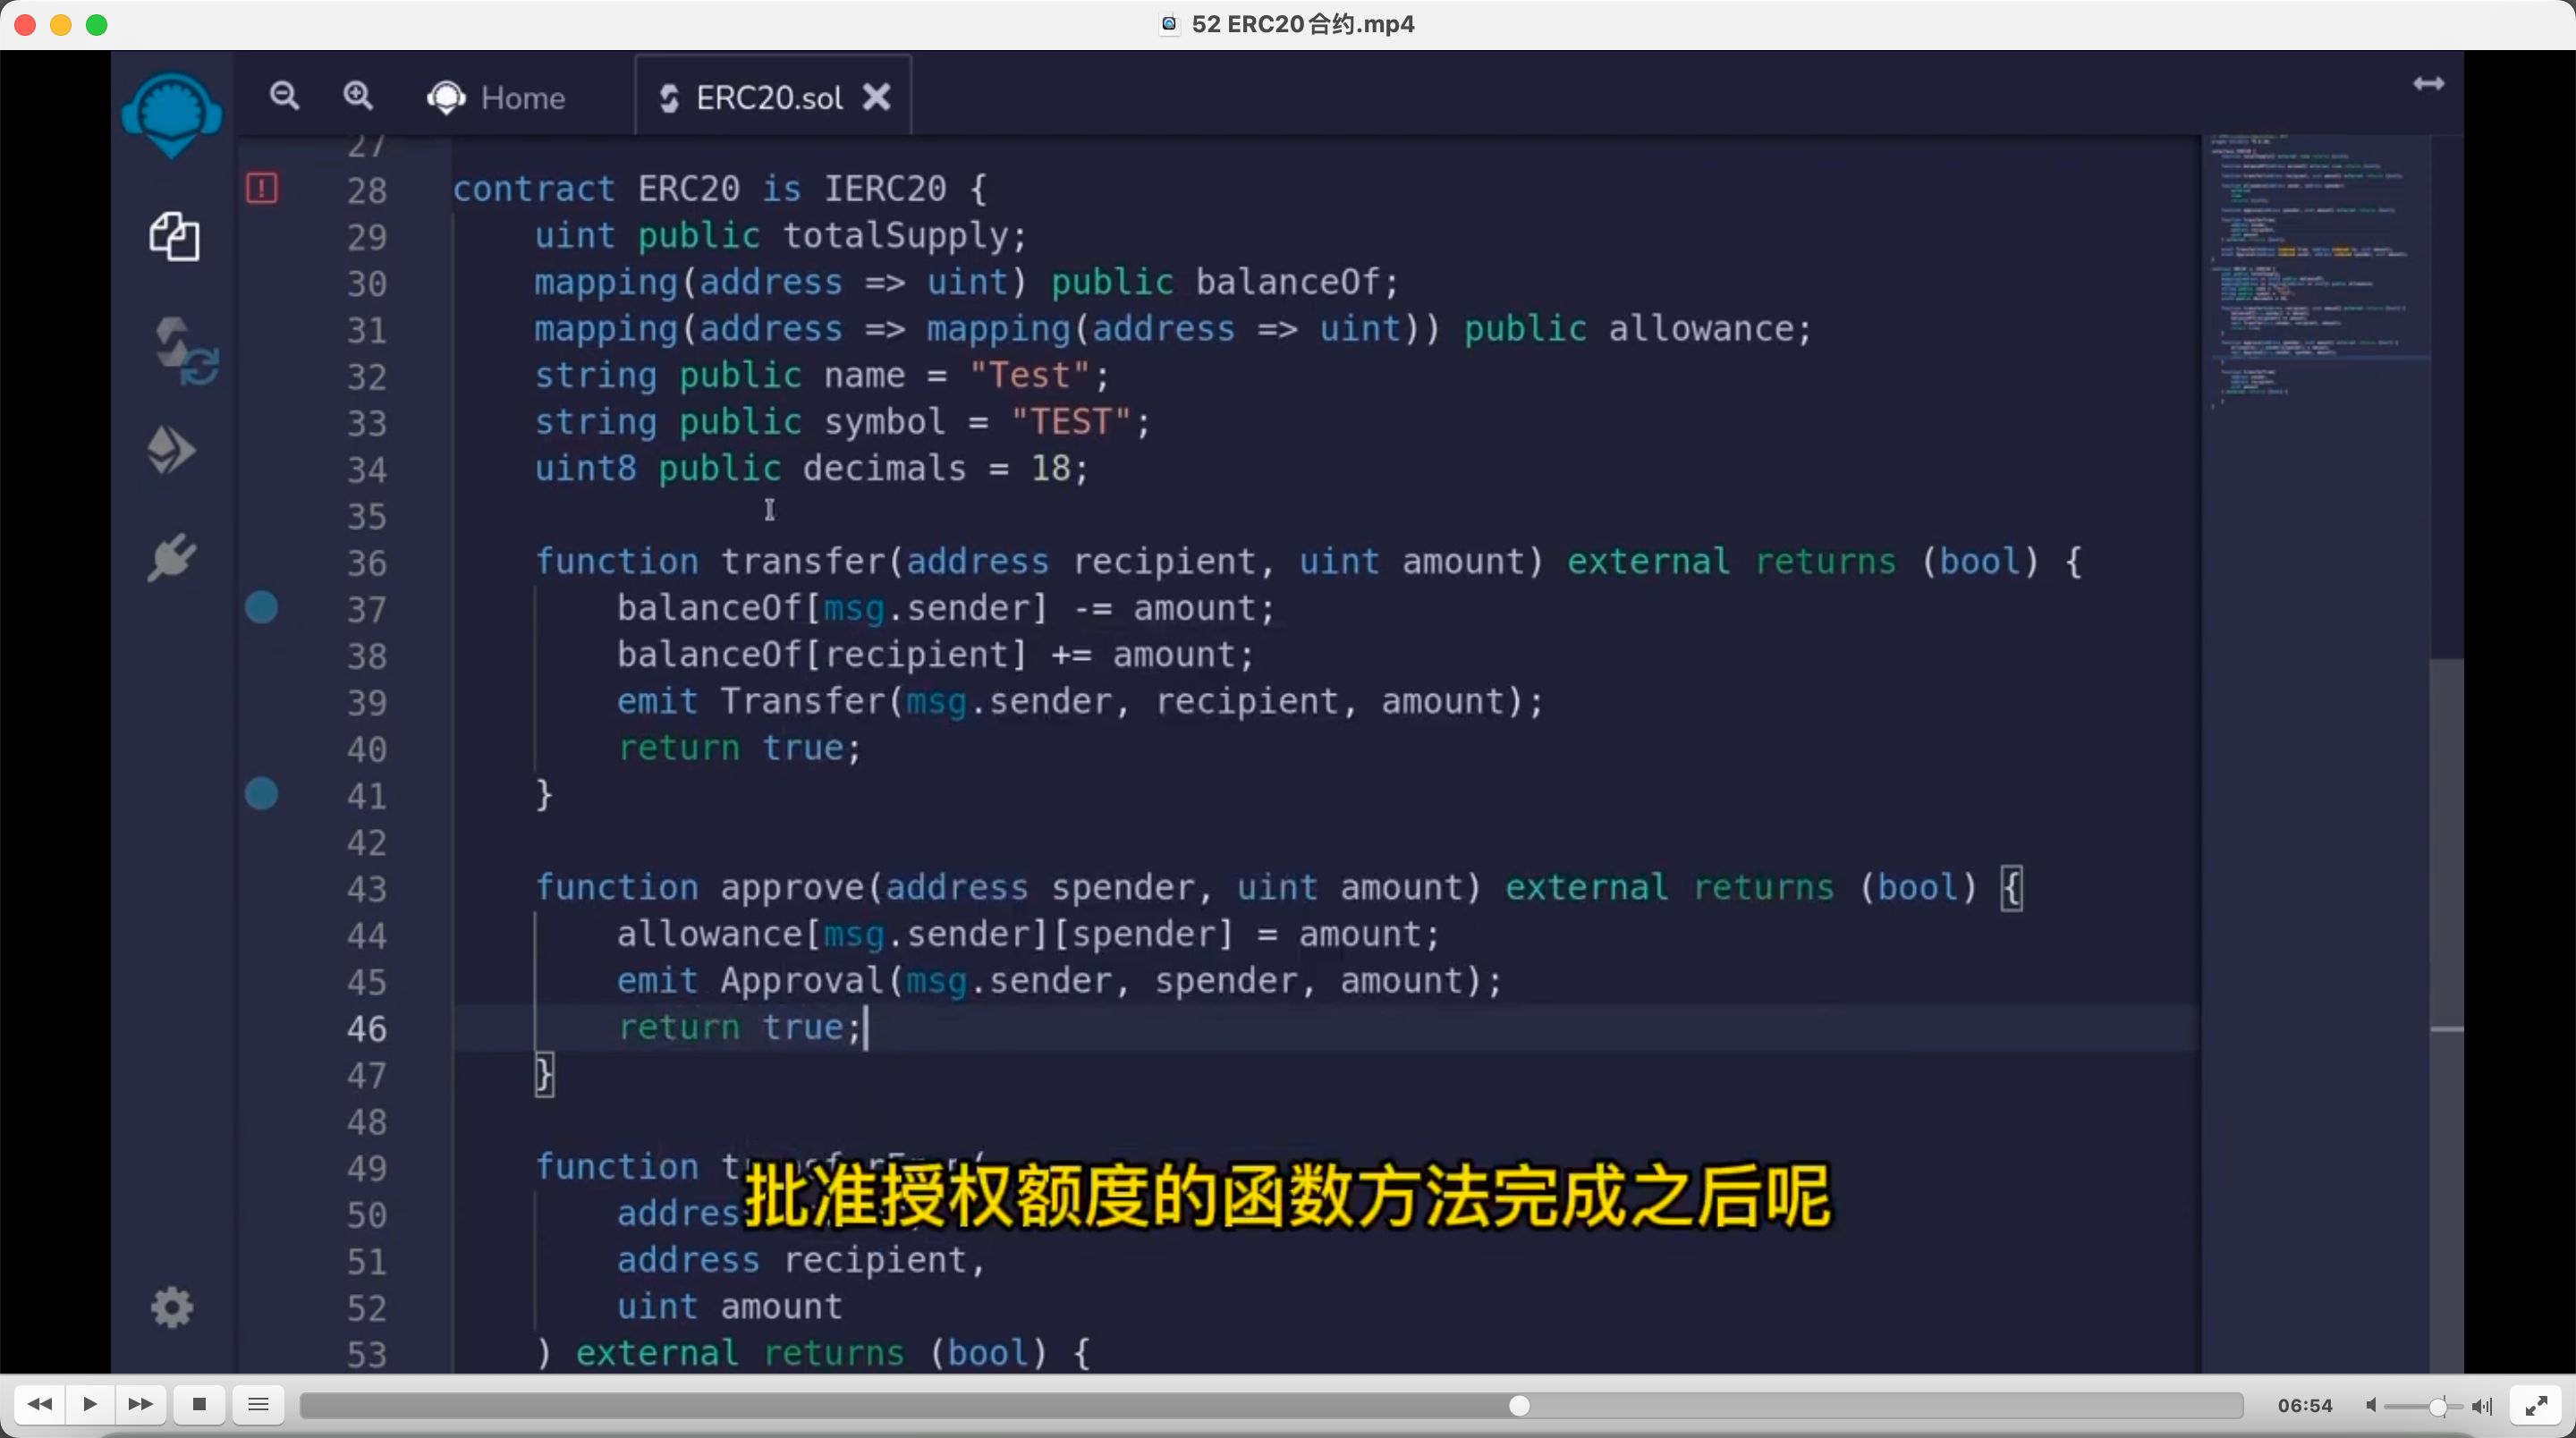 52 ERC20合约.mp4
Home
ERC20.sol
27
28 contract ERC20 is IERC20 {
29 uint public totalSupply;
30 mapping(address => uint) public balanceOf;
31 mapping(address => mapping(address => uint)) public allowance;
32 string public name = "Test";
33 string public symbol = "TEST";
34 uint8 public decimals = 18;
35
36 function transfer(address recipient, uint amount) external returns (bool) {
37 balanceOf[msg.sender] -= amount;
38 balanceOf[recipient] += amount;
39 emit Transfer(msg.sender, recipient, amount);
40 return true;
41 }
42
43 function approve(address spender, uint amount) external returns (bool) {
44 allowance[msg.sender][spender] = amount;
45 emit Approval(msg.sender, spender, amount);
46 return true;
47 }
48
49 function
批准授权额度的函数方法完成之后呢
50
51 address recipient,
52 uint amount
53 ) external returns (bool) {
06:54